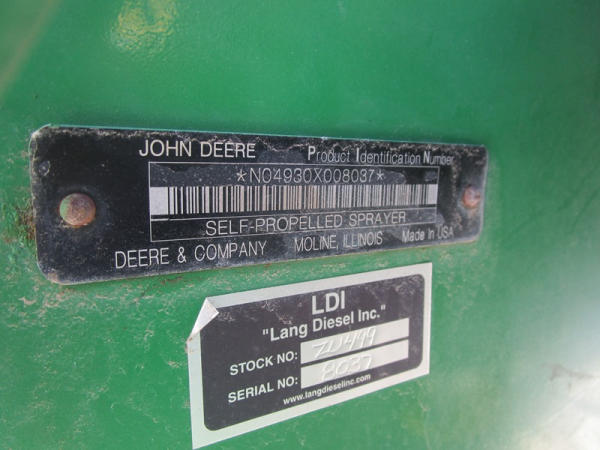 JOHN DEERE Product Identification Number
*N04930X008037*
SELF-PROPELLED SPRAYER
DEERE & COMPANY MOLINE, ILLINOIS Made In USA
LDI
"Lang Diesel Inc."
STOCK NO: ZU499
SERIAL NO: 8037
www.langdieselinc.com